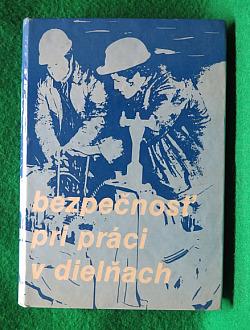 bezpečnosť
pri práci
v dielňach